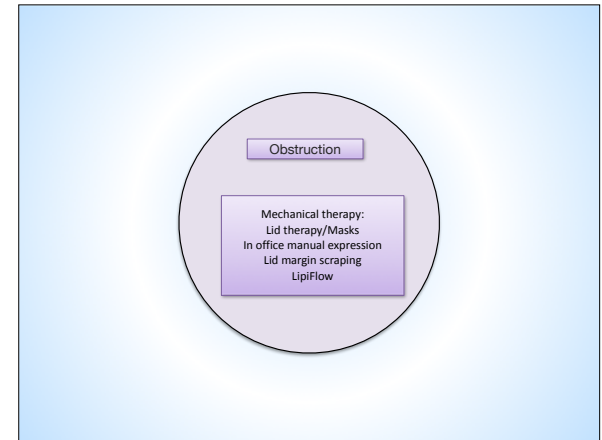 Obstruction
Mechanical therapy:
Lid therapy/Masks
In office manual expression
Lid margin scraping
LipiFlow